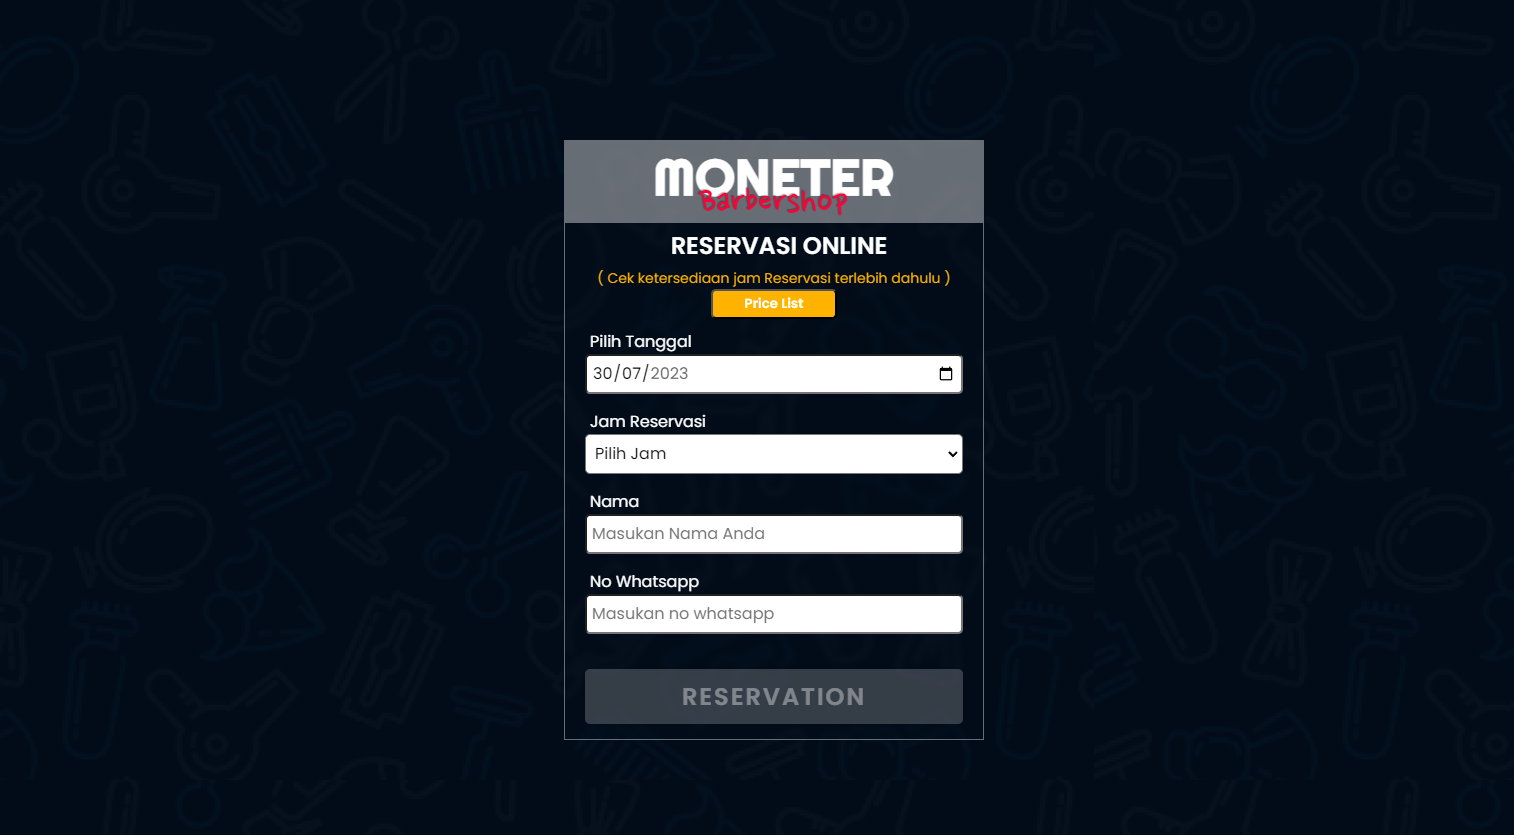 MONETER
Barbershop
RESERVASI ONLINE
( Cek ketersediaan jam Reservasi terlebih dahulu )
Price List
Pilih Tanggal
30/07/2023
Jam Reservasi
Pilih Jam
Nama
Masukan Nama Anda
No Whatsapp
Masukan no whatsapp
RESERVATION